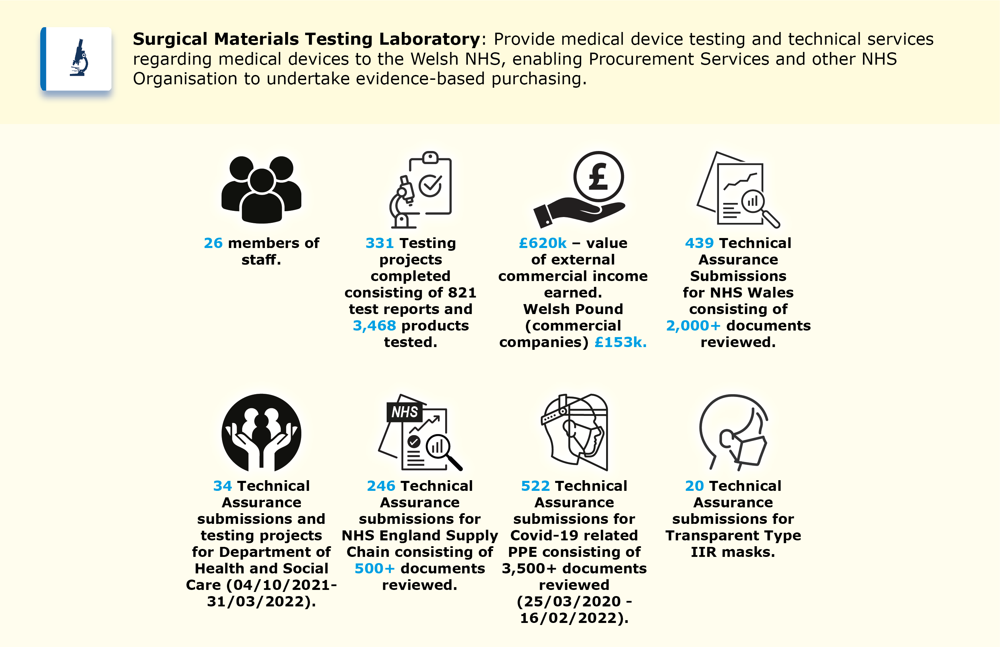 Surgical Materials Testing Laboratory: Provide medical device testing and technical services
regarding medical devices to the Welsh NHS, enabling Procurement Services and other NHS
Organisation to undertake evidence-based purchasing.
£
26 members of
staff.
331 Testing
projects
completed
consisting of 821
test reports and
3,468 products
tested.
£620k – value
of external
commercial income
earned.
Welsh Pound
(commercial
companies) £153k.
439 Technical
Assurance
Submissions
for NHS Wales
consisting of
2,000+ documents
reviewed.
NHS
34 Technical
Assurance
submissions and
testing projects
for Department of
Health and Social
Care (04/10/2021-
31/03/2022).
246 Technical
Assurance
submissions for
NHS England Supply
Chain consisting of
500+ documents
reviewed.
522 Technical
Assurance
submissions for
Covid-19 related
PPE consisting of
3,500+ documents
reviewed
(25/03/2020 -
16/02/2022).
20 Technical
Assurance
submissions for
Transparent Type
IIR masks.